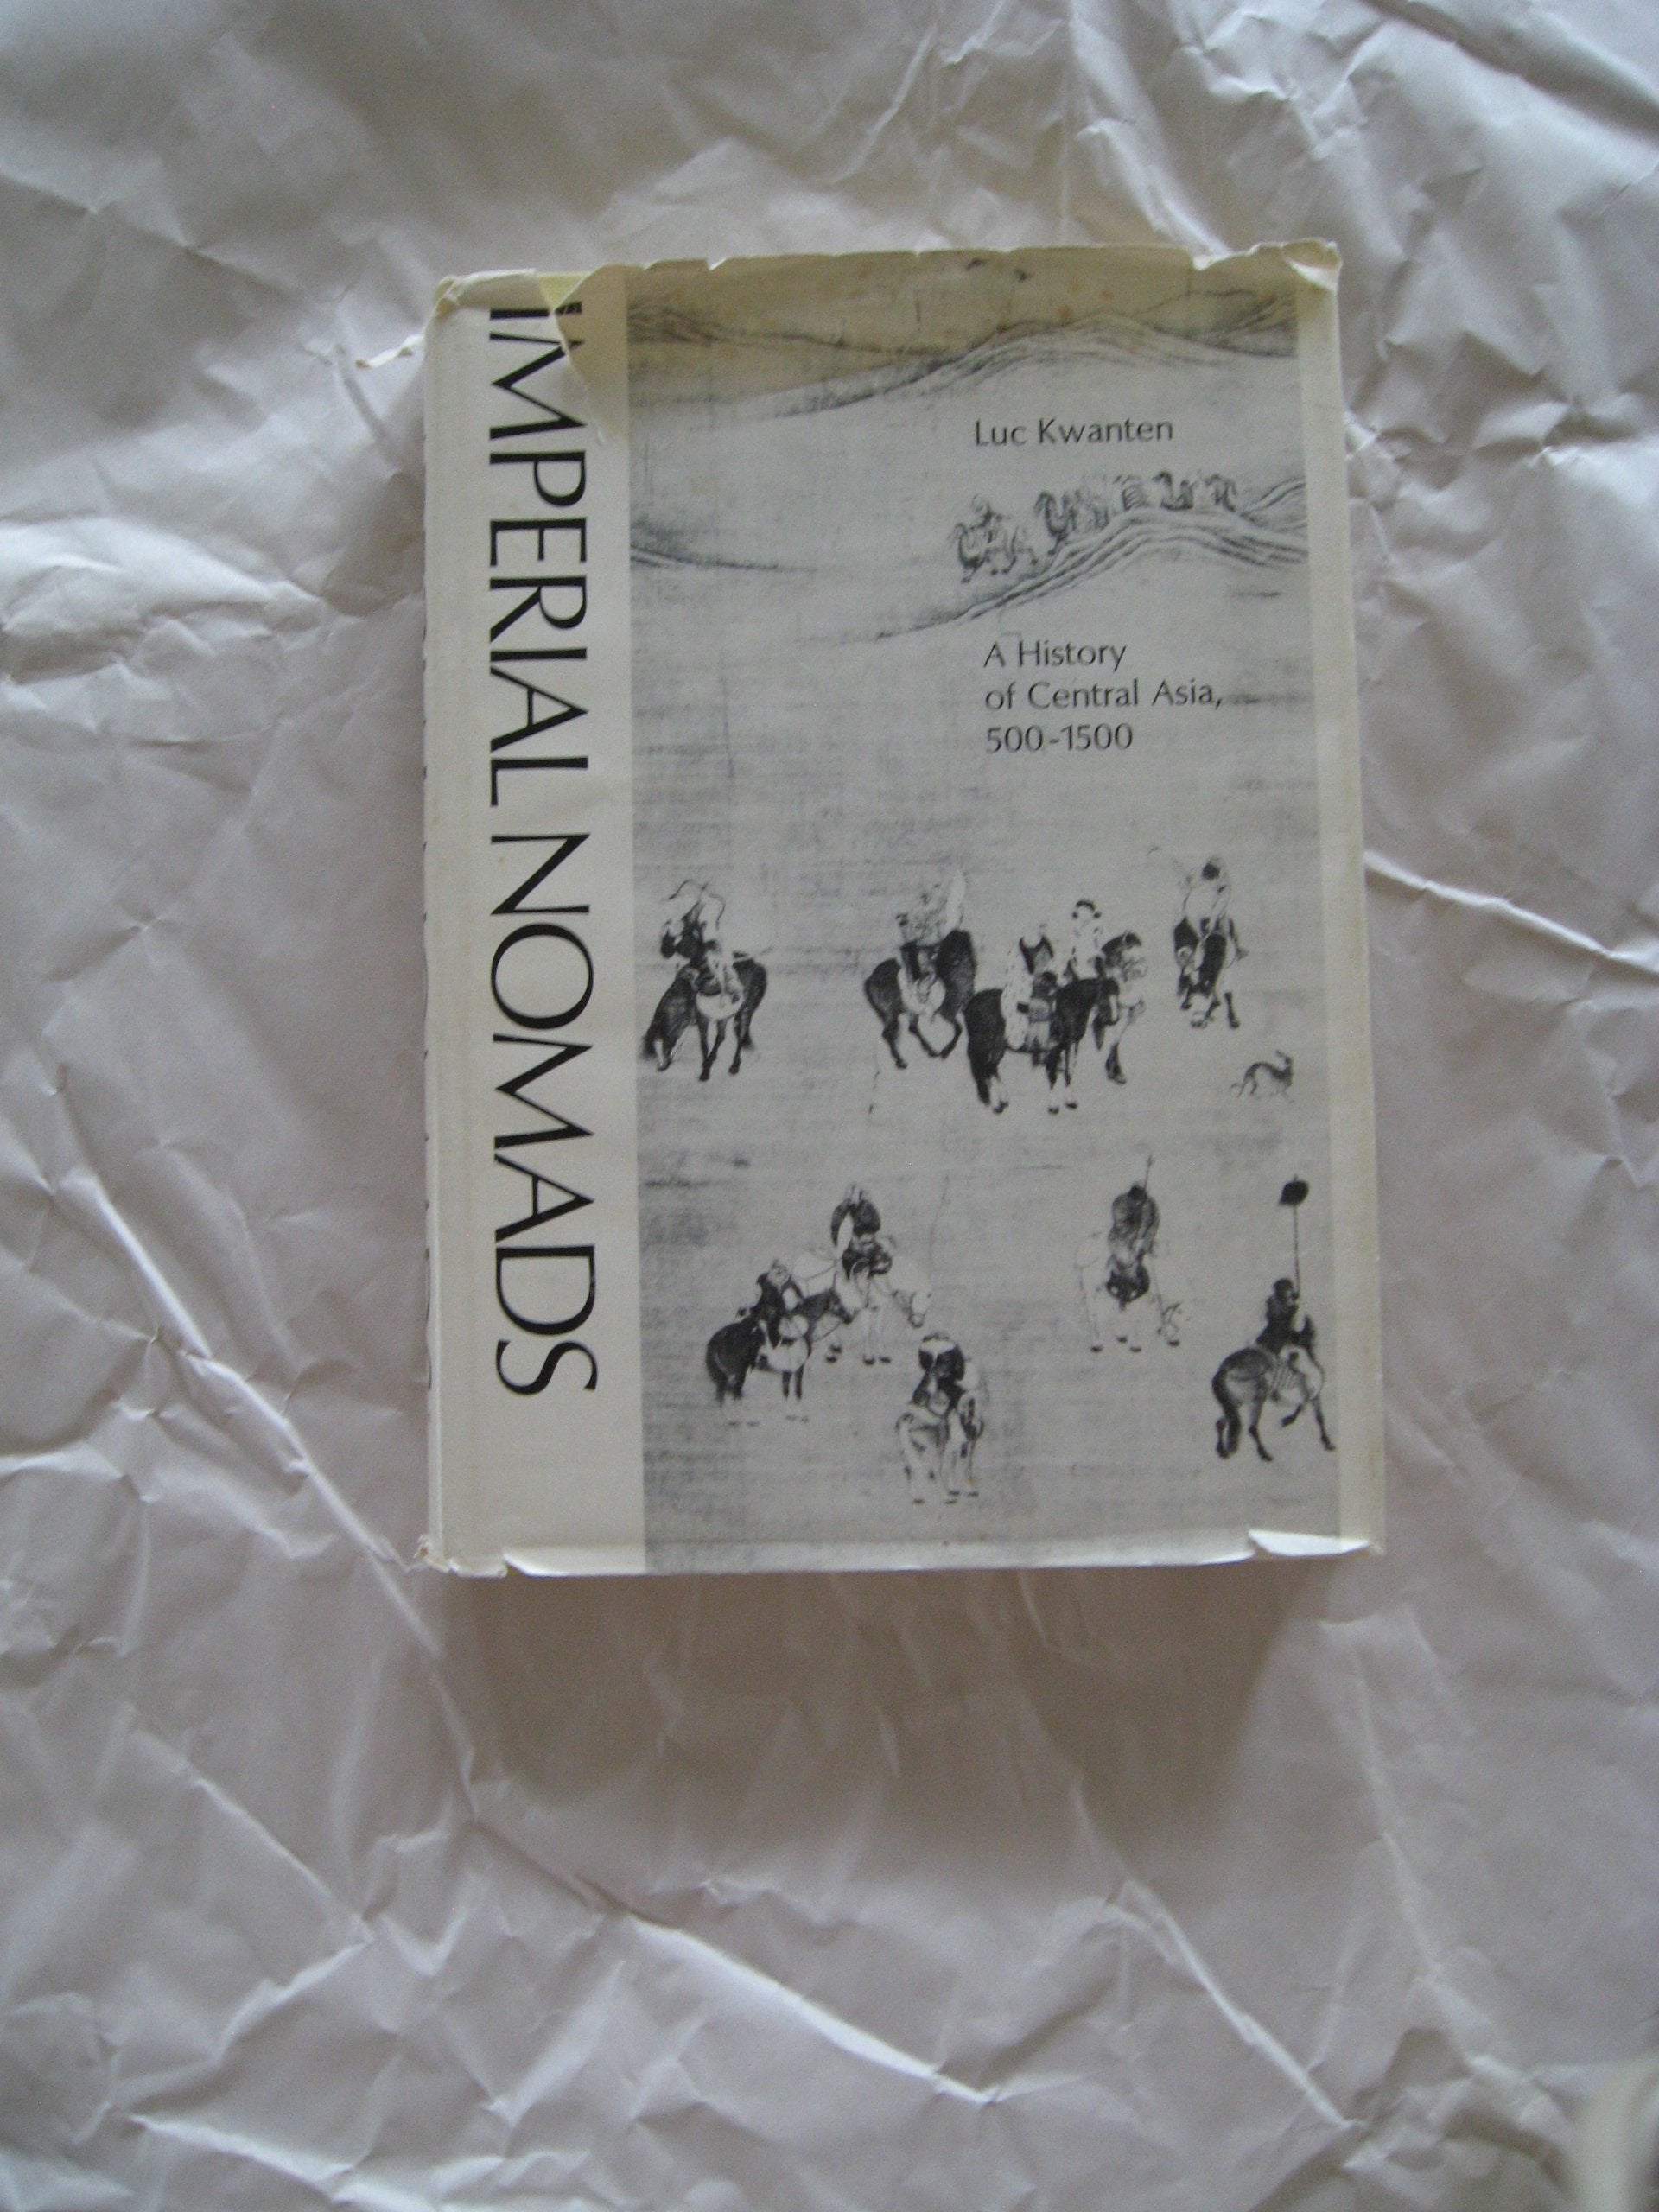 IMPERIAL NOMADS
Luc Kwanten
A History
of Central Asia,
500-1500